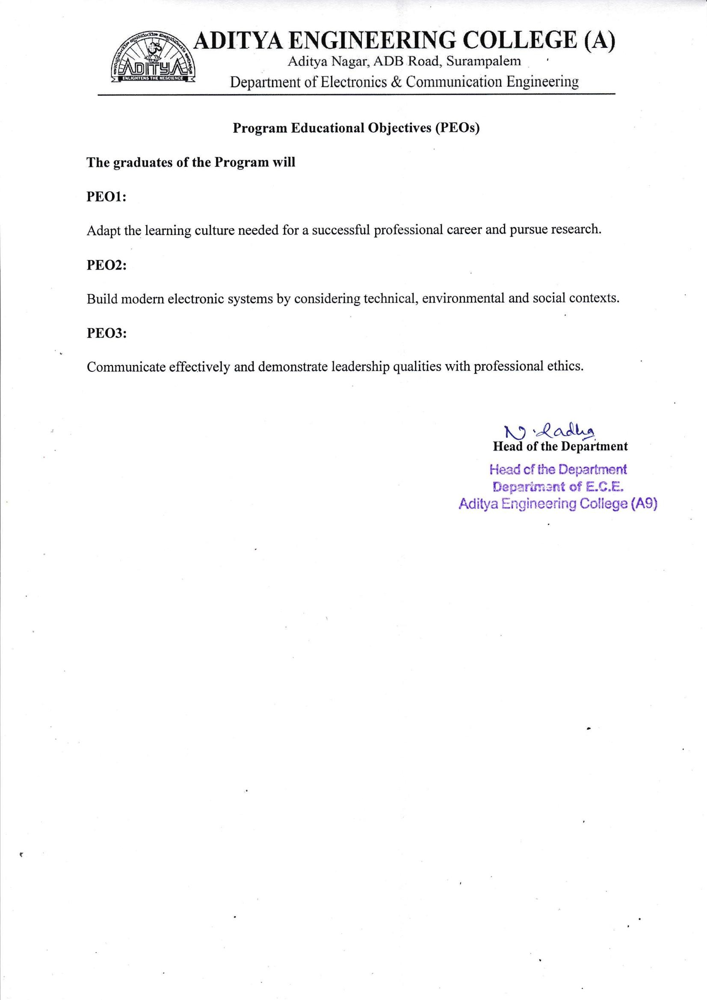 ADITYA ENGINEERING COLLEGE (A)
Aditya Nagar, ADB Road, Surampalem
Department of Electronics & Communication Engineering
ADITYA
ENLIGHTENS THE NESCIENCE
Program Educational Objectives (PEOs)
The graduates of the Program will
PEO1:
Adapt the learning culture needed for a successful professional career and pursue research.
PEO2:
Build modern electronic systems by considering technical, environmental and social contexts.
PEO3:
Communicate effectively and demonstrate leadership qualities with professional ethics.
N. Radha
Head of the Department
Head of the Department
Department of E.C.E.
Aditya Engineering College (A9)